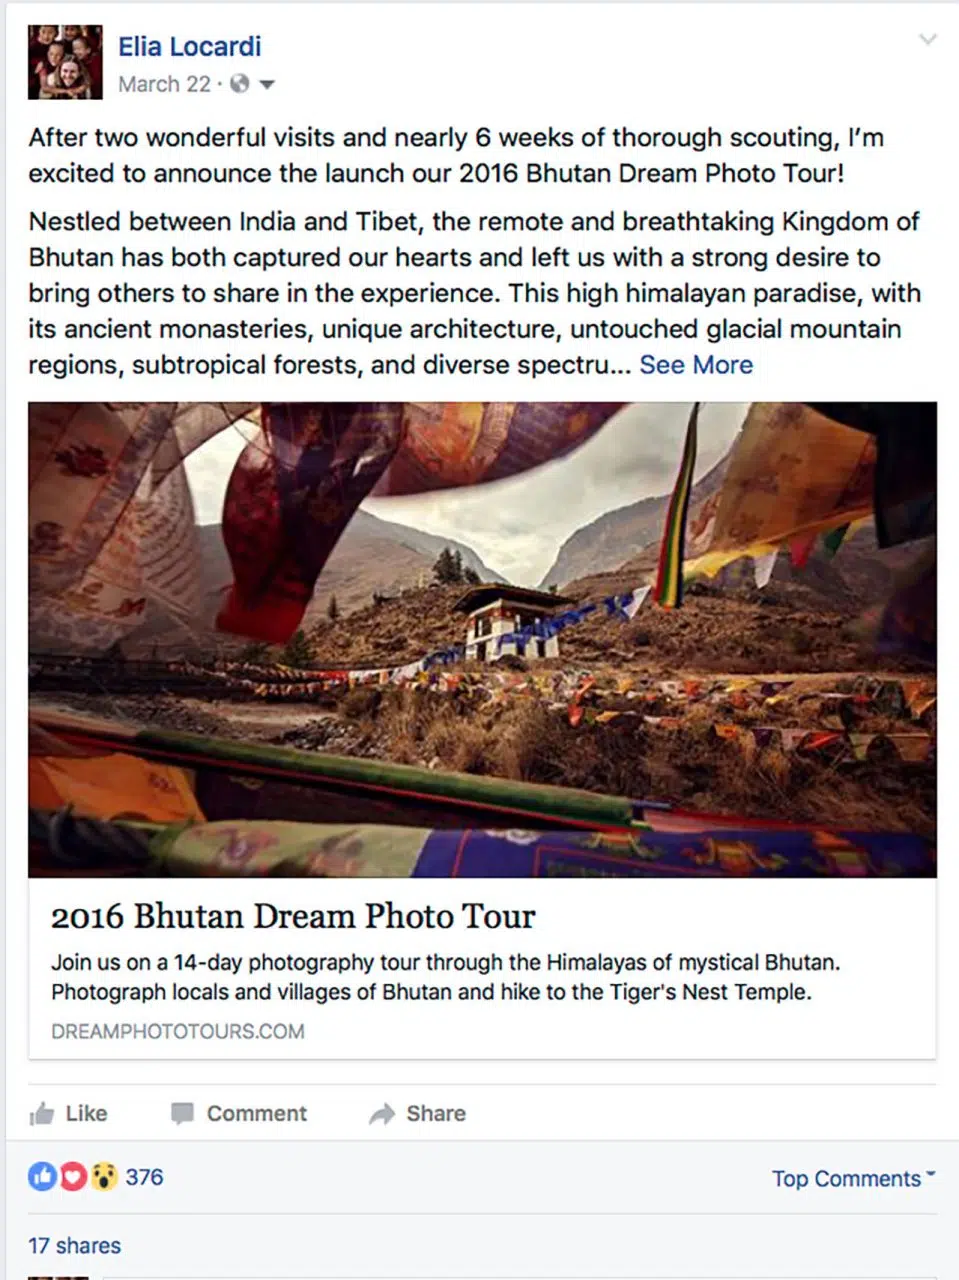 Elia Locardi
March 22 ·
After two wonderful visits and nearly 6 weeks of thorough scouting, I'm
excited to announce the launch our 2016 Bhutan Dream Photo Tour!
Nestled between India and Tibet, the remote and breathtaking Kingdom of
Bhutan has both captured our hearts and left us with a strong desire to
bring others to share in the experience. This high himalayan paradise, with
its ancient monasteries, unique architecture, untouched glacial mountain
regions, subtropical forests, and diverse spectru... See More
2016 Bhutan Dream Photo Tour
Join us on a 14-day photography tour through the Himalayas of mystical Bhutan.
Photograph locals and villages of Bhutan and hike to the Tiger's Nest Temple.
DREAMPHOTOTOURS.COM
Like Comment Share
376 Top Comments
17 shares